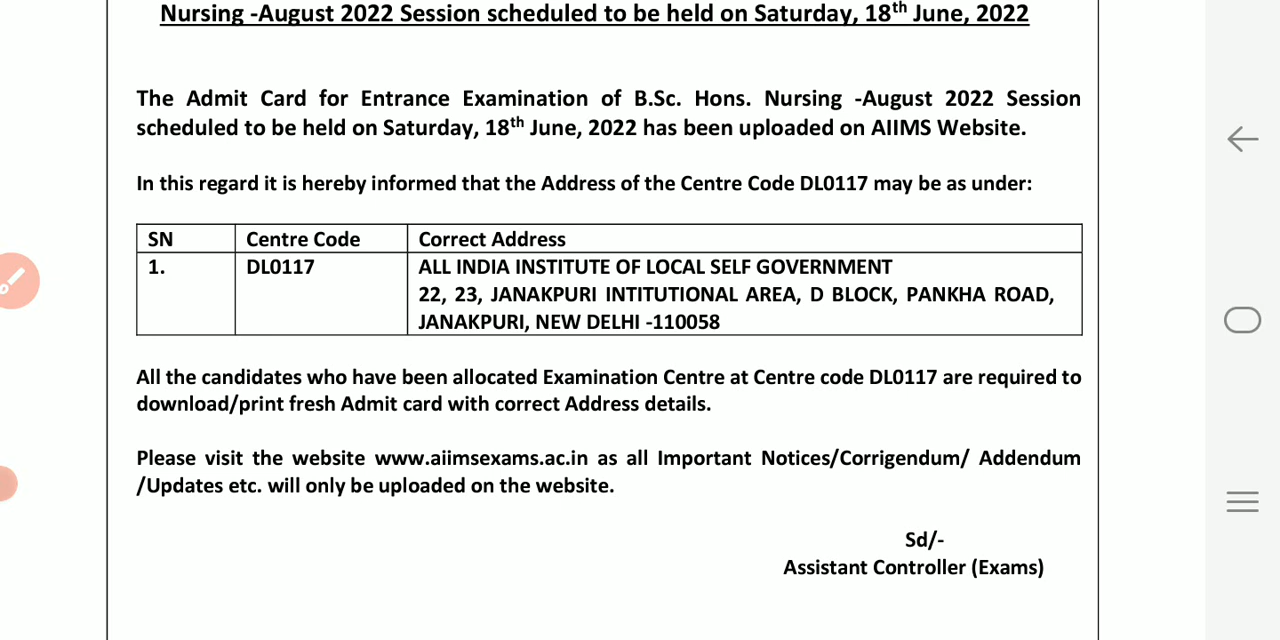 Nursing -August 2022 Session scheduled to be held on Saturday, 18th June, 2022
The Admit Card for Entrance Examination of B.Sc. Hons. Nursing -August 2022 Session
scheduled to be held on Saturday, 18th June, 2022 has been uploaded on AIIMS Website.
In this regard it is hereby informed that the Address of the Centre Code DL0117 may be as under:
SN Centre Code Correct Address
1. DL0117 ALL INDIA INSTITUTE OF LOCAL SELF GOVERNMENT
22, 23, JANAKPURI INTITUTIONAL AREA, D BLOCK, PANKHA ROAD,
JANAKPURI, NEW DELHI -110058
All the candidates who have been allocated Examination Centre at Centre code DL0117 are required to
download/print fresh Admit card with correct Address details.
Please visit the website www.aiimsexams.ac.in as all Important Notices/Corrigendum/ Addendum
/Updates etc. will only be uploaded on the website.
Sd/-
Assistant Controller (Exams)